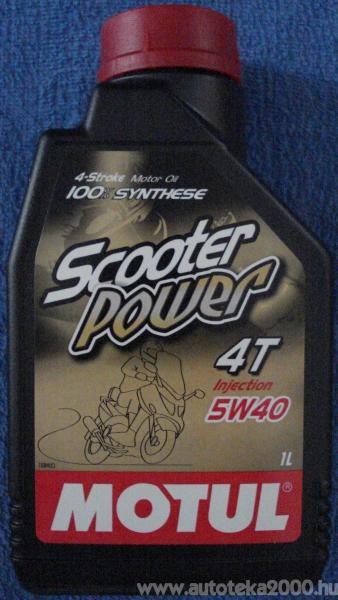 4-Stroke Motor Oil
100% SYNTHESE
Scooter
Power
4T
Injection
5W40
1L
MOTUL®
www.autoteka2000.hu